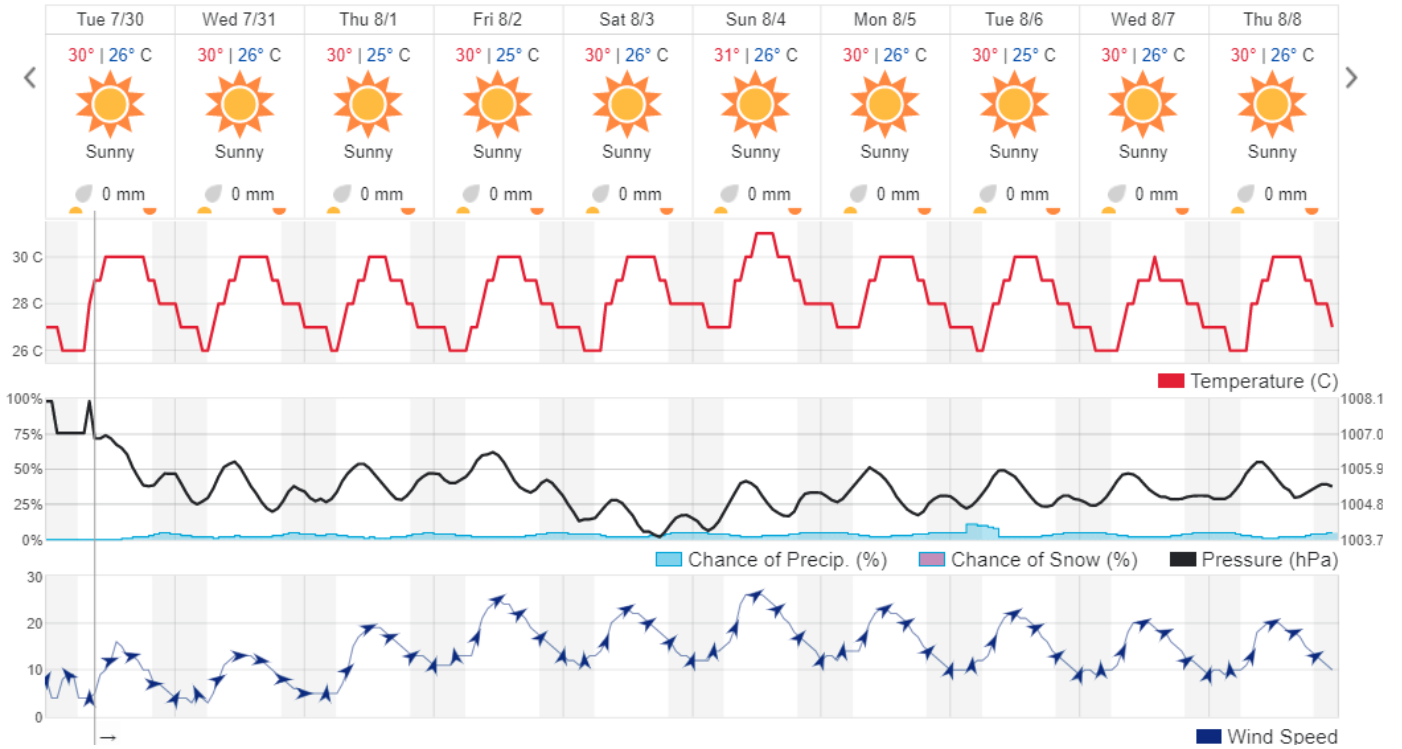 Tue 7/30 Wed 7/31 Thu 8/1 Fri 8/2 Sat 8/3 Sun 8/4 Mon 8/5 Tue 8/6 Wed 8/7 Thu 8/8
30° | 26° C 30° | 26° C 30° | 25° C 30° | 25° C 30° | 26° C 31° | 26° C 30° | 26° C 30° | 25° C 30° | 26° C 30° | 26° C
Sunny Sunny Sunny Sunny Sunny Sunny Sunny Sunny Sunny Sunny
0 mm 0 mm 0 mm 0 mm 0 mm 0 mm 0 mm 0 mm 0 mm 0 mm
30 C
28 C
26 C
Temperature (C)
100% 1008.1
75% 1007.0
50% 1005.9
25% 1004.8
0% 1003.7
Chance of Precip. (%) Chance of Snow (%) Pressure (hPa)
30
20
10
0
→
Wind Speed